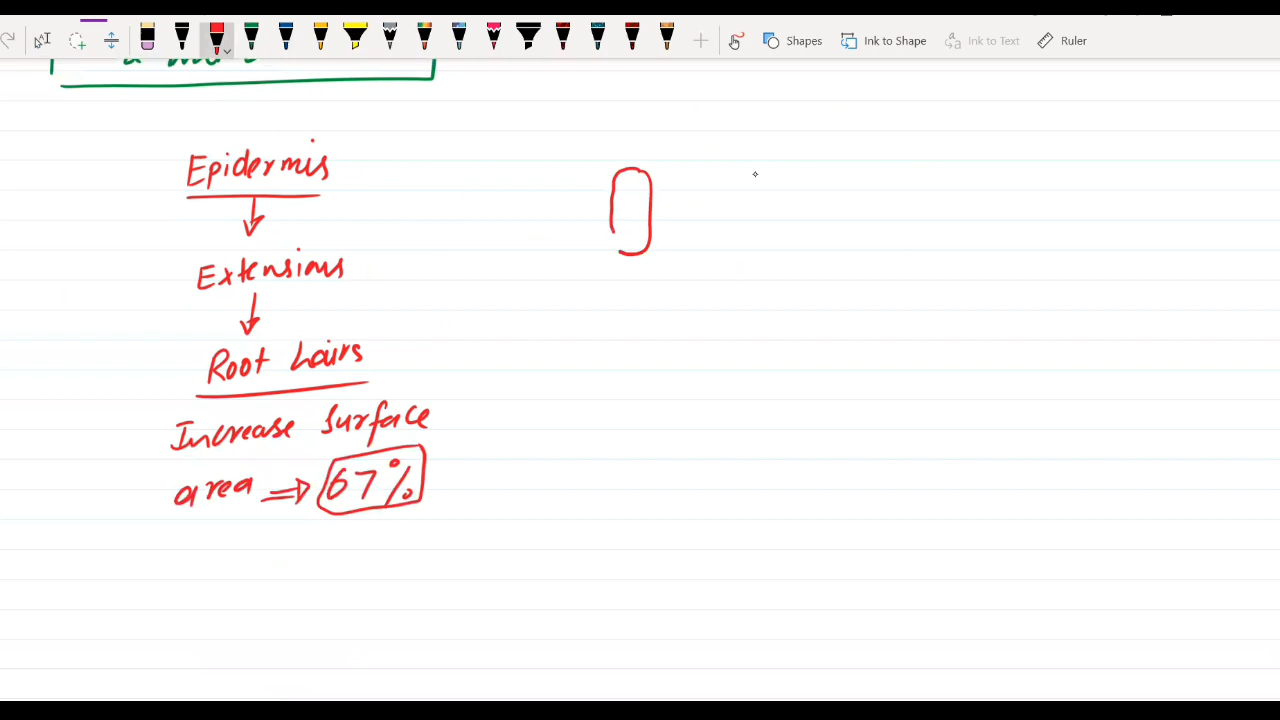 Shapes
Ink to Shape
Ink to Text
Ruler
Epidermis
Extensions
Root hairs
Increase surface
area ⇒ 67%